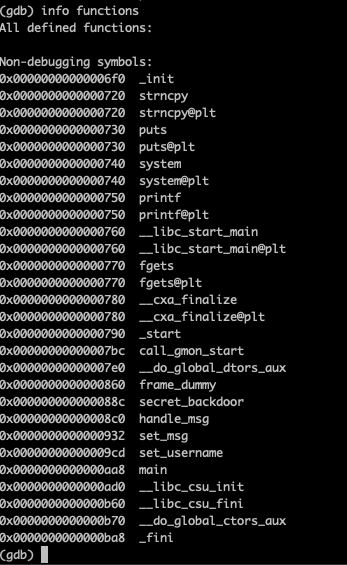 (gdb) info functions
All defined functions:

Non-debugging symbols:
0x00000000000006f0  _init
0x0000000000000720  strncpy
0x0000000000000720  strncpy@plt
0x0000000000000730  puts
0x0000000000000730  puts@plt
0x0000000000000740  system
0x0000000000000740  system@plt
0x0000000000000750  printf
0x0000000000000750  printf@plt
0x0000000000000760  __libc_start_main
0x0000000000000760  __libc_start_main@plt
0x0000000000000770  fgets
0x0000000000000770  fgets@plt
0x0000000000000780  __cxa_finalize
0x0000000000000780  __cxa_finalize@plt
0x0000000000000790  _start
0x00000000000007bc  call_gmon_start
0x00000000000007e0  __do_global_dtors_aux
0x0000000000000860  frame_dummy
0x000000000000088c  secret_backdoor
0x00000000000008c0  handle_msg
0x0000000000000932  set_msg
0x00000000000009cd  set_username
0x0000000000000aa8  main
0x0000000000000ad0  __libc_csu_init
0x0000000000000b60  __libc_csu_fini
0x0000000000000b70  __do_global_ctors_aux
0x0000000000000ba8  _fini
(gdb)